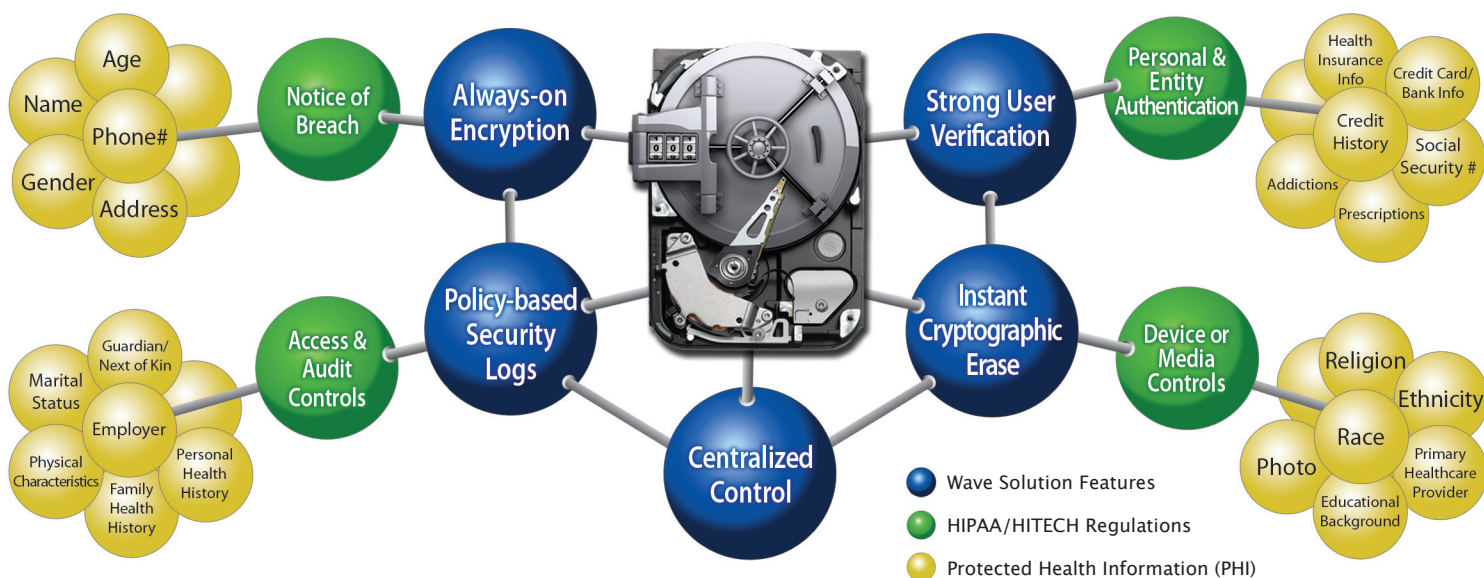 Age
Name
Phone#
Gender
Address
Notice of
Breach
Always-on
Encryption
0 0 0
Strong User
Verification
Personal &
Entity
Authentication
Health
Insurance
Info
Credit Card/
Bank Info
Credit
History
Social
Security #
Addictions
Prescriptions
Guardian/
Next of Kin
Marital
Status
Employer
Physical
Characteristics
Family
Health
History
Personal
Health
History
Access &
Audit
Controls
Policy-based
Security
Logs
Centralized
Control
Instant
Cryptographic
Erase
Device or
Media
Controls
Religion
Ethnicity
Race
Photo
Primary
Healthcare
Provider
Educational
Background
Wave Solution Features
HIPAA/HITECH Regulations
Protected Health Information (PHI)